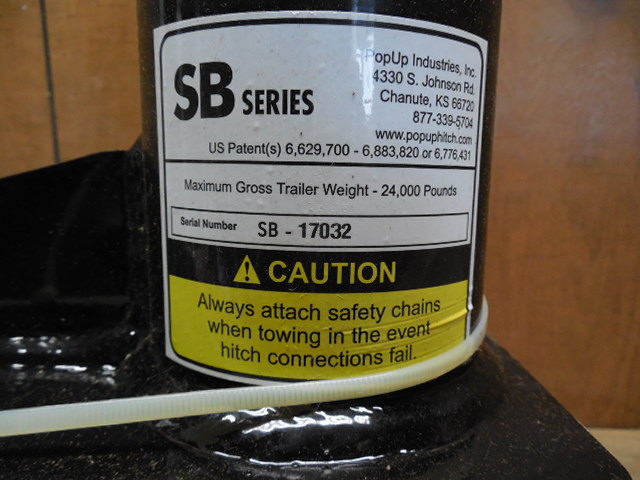 SB SERIES
PopUp Industries, Inc.
4330 S. Johnson Rd.
Chanute, KS 66720
877-339-5704
www.popuphitch.com
US Patent(s) 6,629,700 - 6,883,820 or 6,776,431
Maximum Gross Trailer Weight - 24,000 Pounds
Serial Number SB - 17032
CAUTION
Always attach safety chains
when towing in the event
hitch connections fail.